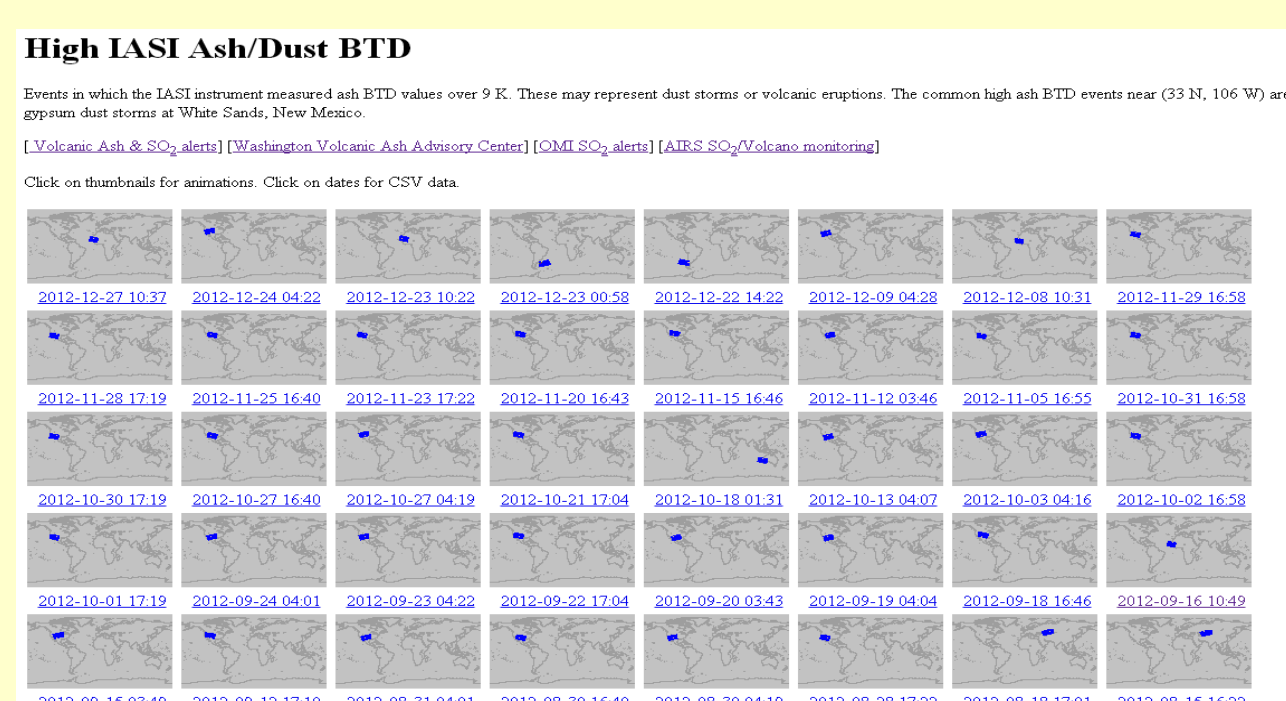 High IASI Ash/Dust BTD
Events in which the IASI instrument measured ash BTD values over 9 K. These may represent dust storms or volcanic eruptions. The common high ash BTD events near (33 N, 106 W) are
gypsum dust storms at White Sands, New Mexico.
[ Volcanic Ash & SO2 alerts] [Washington Volcanic Ash Advisory Center] [OMI SO2 alerts] [AIRS SO2/Volcano monitoring]
Click on thumbnails for animations. Click on dates for CSV data.
2012-12-27 10:37 2012-12-24 04:22 2012-12-23 10:22 2012-12-23 00:58 2012-12-22 14:22 2012-12-09 04:28 2012-12-08 10:31 2012-11-29 16:58
2012-11-28 17:19 2012-11-25 16:40 2012-11-23 17:22 2012-11-20 16:43 2012-11-15 16:46 2012-11-12 03:46 2012-11-05 16:55 2012-10-31 16:58
2012-10-30 17:19 2012-10-27 16:40 2012-10-27 04:19 2012-10-21 17:04 2012-10-18 01:31 2012-10-13 04:07 2012-10-03 04:16 2012-10-02 16:58
2012-10-01 17:19 2012-09-24 04:01 2012-09-23 04:22 2012-09-22 17:04 2012-09-20 03:43 2012-09-19 04:04 2012-09-18 16:46 2012-09-16 10:49